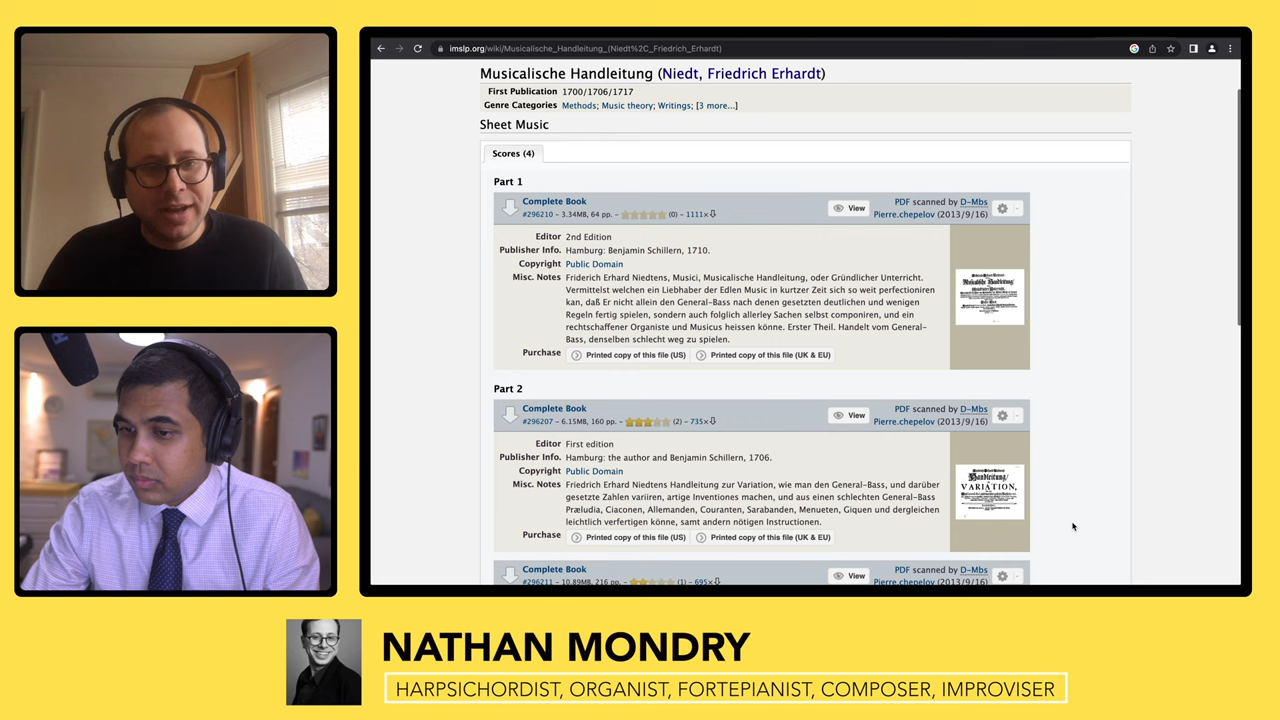 imslp.org/wiki/Musicalische_Handleitung_(Niedt%2C_Friedrich_Erhardt)
Musicalische Handleitung (Niedt, Friedrich Erhardt)
First Publication 1700/1706/1717
Genre Categories Methods; Music theory; Writings; [3 more...]
Sheet Music
Scores (4)
Part 1
Complete Book
#296210 – 3.34MB, 64 pp. – (0) – 1111×
View
PDF scanned by D-Mbs
Pierre.chepelov (2013/9/16)
Editor 2nd Edition
Publisher Info. Hamburg: Benjamin Schillern, 1710.
Copyright Public Domain
Misc. Notes Friderich Erhard Niedtens, Musici, Musicalische Handleitung, oder Gründlicher Unterricht.
Vermittelst welchen ein Liebhaber der Edlen Music in kurtzer Zeit sich so weit perfectioniren
kan, daß Er nicht allein den General-Bass nach denen gesetzten deutlichen und wenigen
Regeln fertig spielen, sondern auch folglich allerley Sachen selbst componiren, und ein
rechtschaffener Organiste und Musicus heissen könne. Erster Theil. Handelt vom General-
Bass, denselben schlecht weg zu spielen.
Purchase Printed copy of this file (US) Printed copy of this file (UK & EU)
Part 2
Complete Book
#296207 – 6.15MB, 160 pp. – (2) – 735×
View
PDF scanned by D-Mbs
Pierre.chepelov (2013/9/16)
Editor First edition
Publisher Info. Hamburg: the author and Benjamin Schillern, 1706.
Copyright Public Domain
Misc. Notes Friedrich Erhard Niedtens Handleitung zur Variation, wie man den General-Bass, und darüber
gesetzte Zahlen variiren, artige Inventiones machen, und aus einen schlechten General-Bass
Præludia, Ciaconen, Allemanden, Couranten, Sarabanden, Menueten, Giquen und dergleichen
leichtlich verfertigen könne, samt andern nötigen Instructionen.
Purchase Printed copy of this file (US) Printed copy of this file (UK & EU)
VARIATION,
Complete Book
#296211 – 10.89MB, 216 pp. – (1) – 695×
View
PDF scanned by D-Mbs
Pierre.chepelov (2013/9/16)
NATHAN MONDRY
HARPSICHORDIST, ORGANIST, FORTEPIANIST, COMPOSER, IMPROVISER